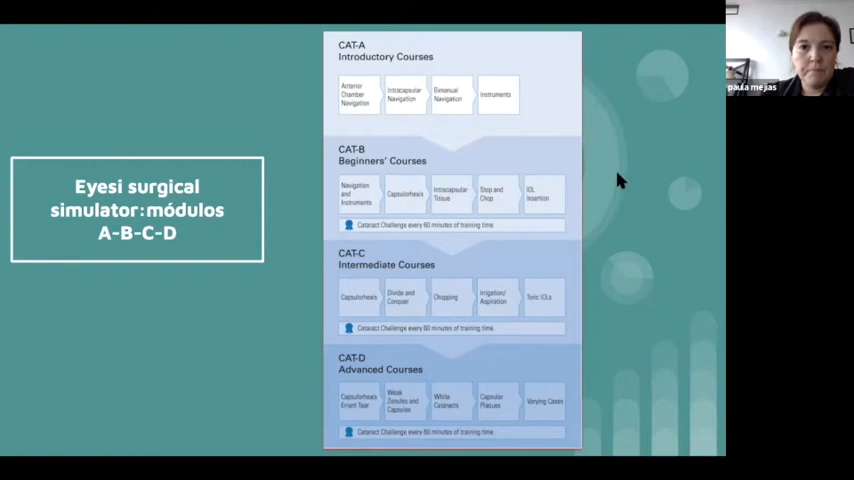 Eyesi surgical
simulator:módulos
A-B-C-D
CAT-A
Introductory Courses
Anterior
Chamber
Navigation
Intracapsular
Navigation
Bimanual
Navigation
Instruments
CAT-B
Beginners' Courses
Navigation
and
Instruments
Capsulorhexis
Intracapsular
Tissue
Stop and
Chop
IOL
Insertion
Cataract Challenge every 60 minutes of training time
CAT-C
Intermediate Courses
Capsulorhexis
Divide and
Conquer
Chopping
Irrigation/
Aspiration
Toric IOLs
Cataract Challenge every 60 minutes of training time
CAT-D
Advanced Courses
Capsulorhexis
Errant Tear
Weak
Zonules and
Capsules
White
Cataracts
Capsular
Plaques
Varying Cases
Cataract Challenge every 60 minutes of training time
paula mejias